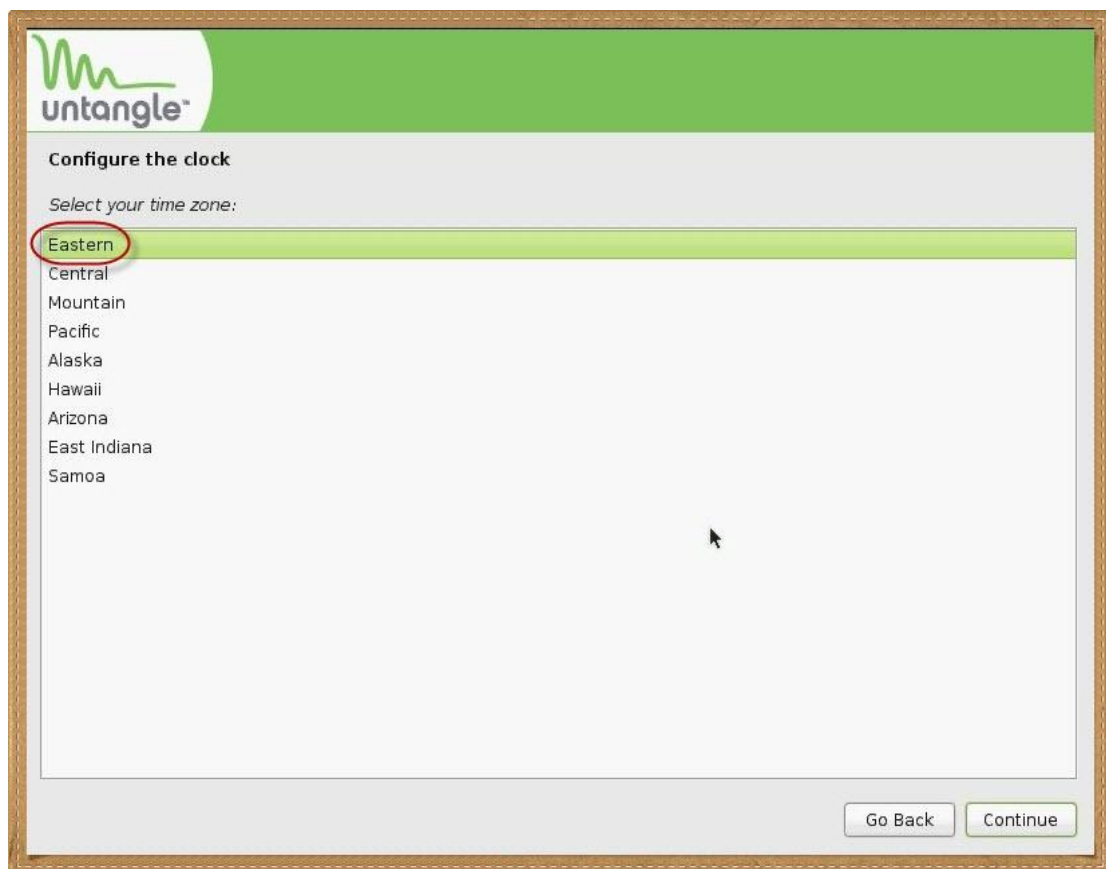 untangle™
Configure the clock
Select your time zone:
Eastern
Central
Mountain
Pacific
Alaska
Hawaii
Arizona
East Indiana
Samoa
Go Back Continue